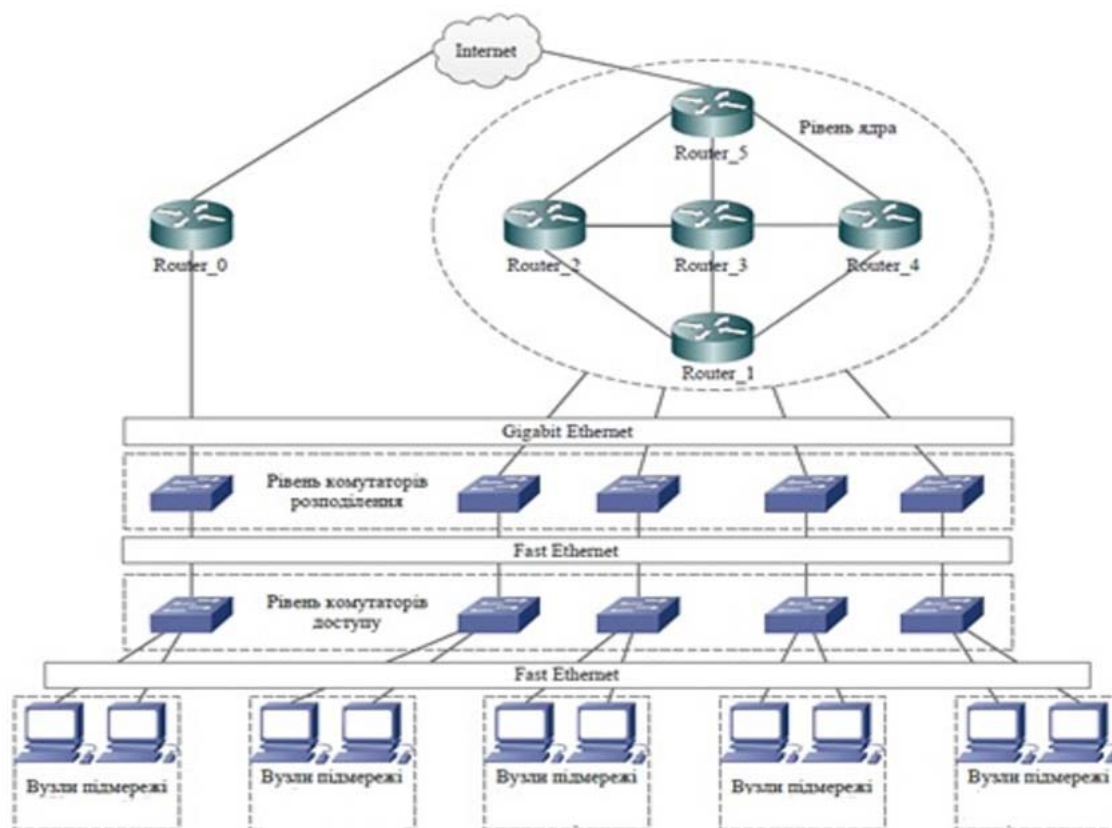 Internet
Рівень ядра
Router_5
Router_0
Router_2
Router_3
Router_4
Router_1
Gigabit Ethernet
Рівень комутаторів
розподілення
Fast Ethernet
Рівень комутаторів
доступу
Fast Ethernet
Вузли підмережі
Вузли підмережі
Вузли підмережі
Вузли підмережі
Вузли підмережі